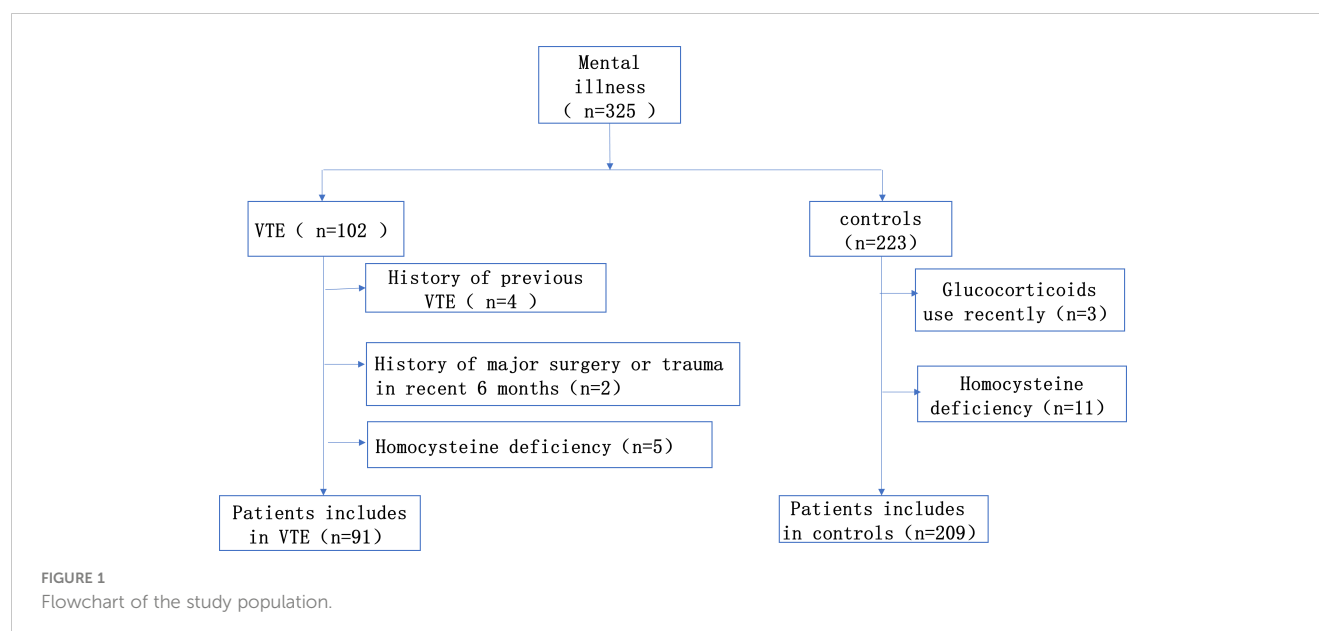 Mental
illness
( n=325 )
VTE ( n=102 )
controls
(n=223)
History of previous
VTE ( n=4 )
Glucocorticoids
use recently (n=3)
History of major surgery or trauma
in recent 6 months (n=2)
Homocysteine
deficiency (n=11)
Homocysteine deficiency (n=5)
Patients includes
in VTE (n=91)
Patients includes
in controls (n=209)
FIGURE 1
Flowchart of the study population.